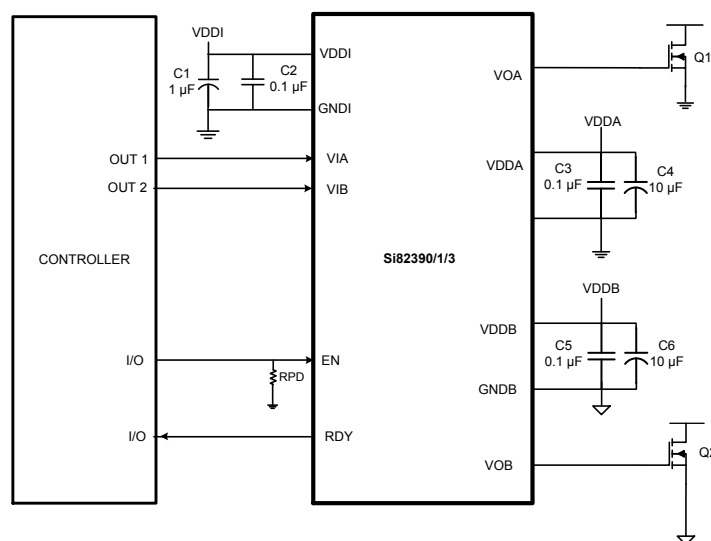 VDDI
C1
1 µF
C2
0.1 µF
VDDI
GNDI
OUT 1
VIA
OUT 2
VIB
CONTROLLER
Si82390/1/3
I/O
EN
RPD
I/O
RDY
VOA
Q1
VDDA
VDDA
C3
0.1 µF
C4
10 µF
VDDB
VDDB
C5
0.1 µF
C6
10 µF
GNDB
VOB
Q2